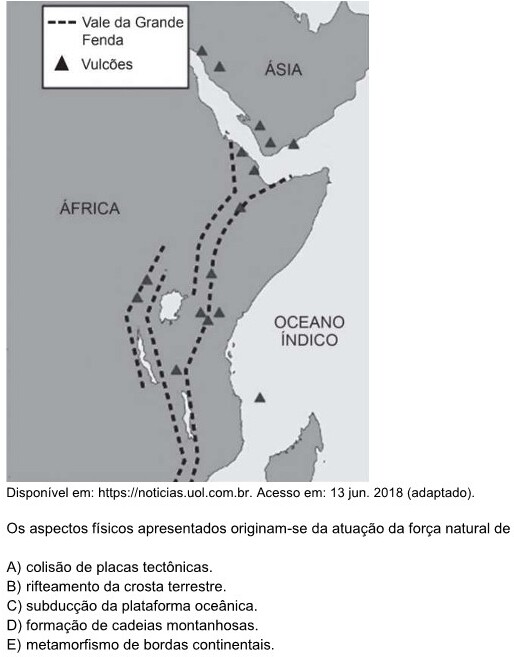 Vale da Grande
Fenda
Vulcões
ÁSIA
ÁFRICA
OCEANO
ÍNDICO
Disponível em: https://noticias.uol.com.br. Acesso em: 13 jun. 2018 (adaptado).
Os aspectos físicos apresentados originam-se da atuação da força natural de
A) colisão de placas tectônicas.
B) rifteamento da crosta terrestre.
C) subducção da plataforma oceânica.
D) formação de cadeias montanhosas.
E) metamorfismo de bordas continentais.